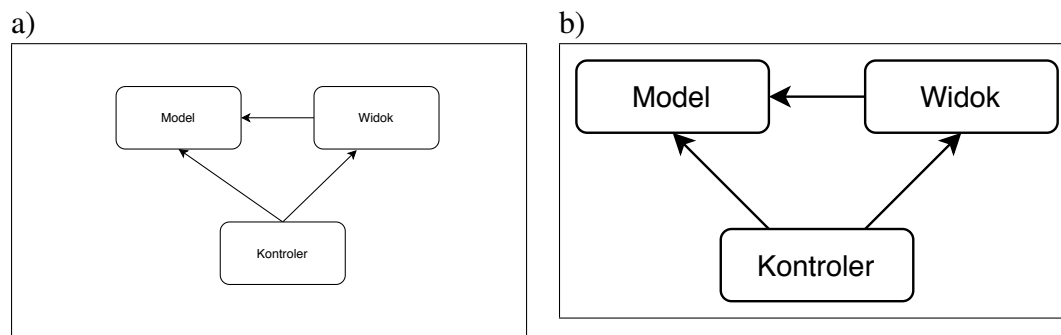 a)
Model
Widok
Kontroler
b)
Model
Widok
Kontroler